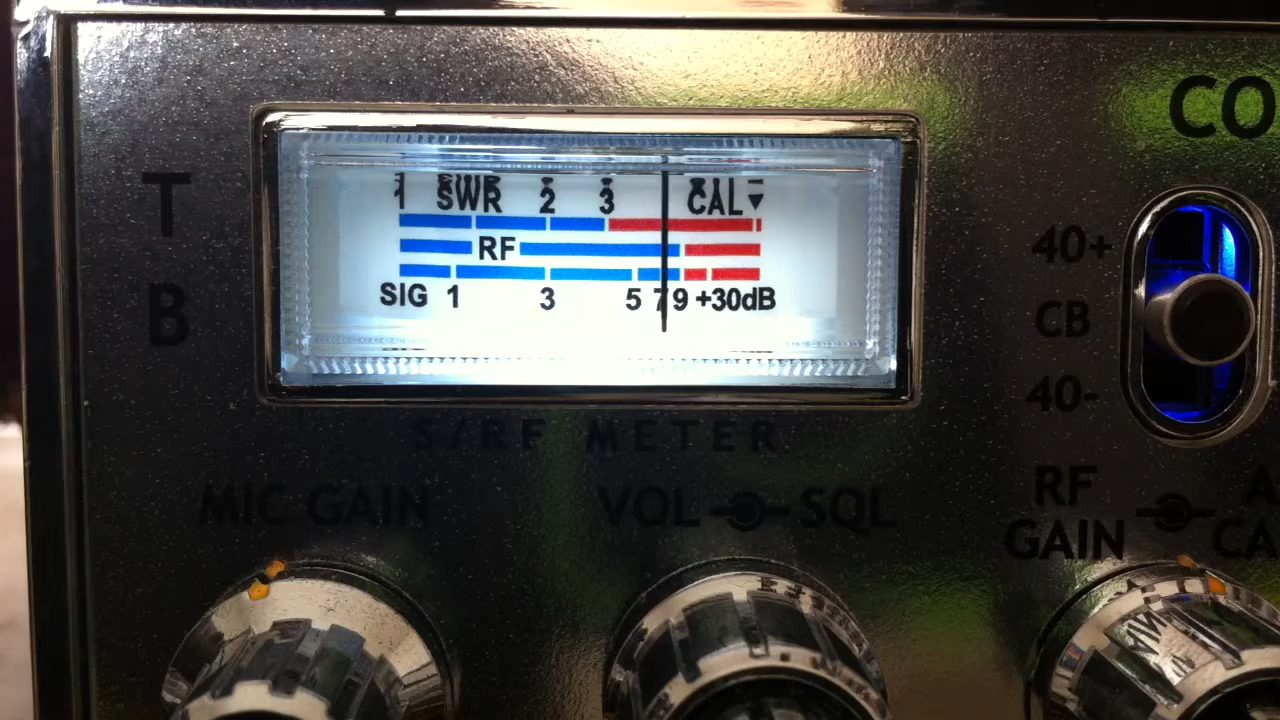 CO
T
B
1 SWR 2 3 CAL
RF
SIG 1 3 5 7 9 +30dB
40+
CB
40-
S/RF METER
MIC GAIN
VOL SQL
RF
GAIN